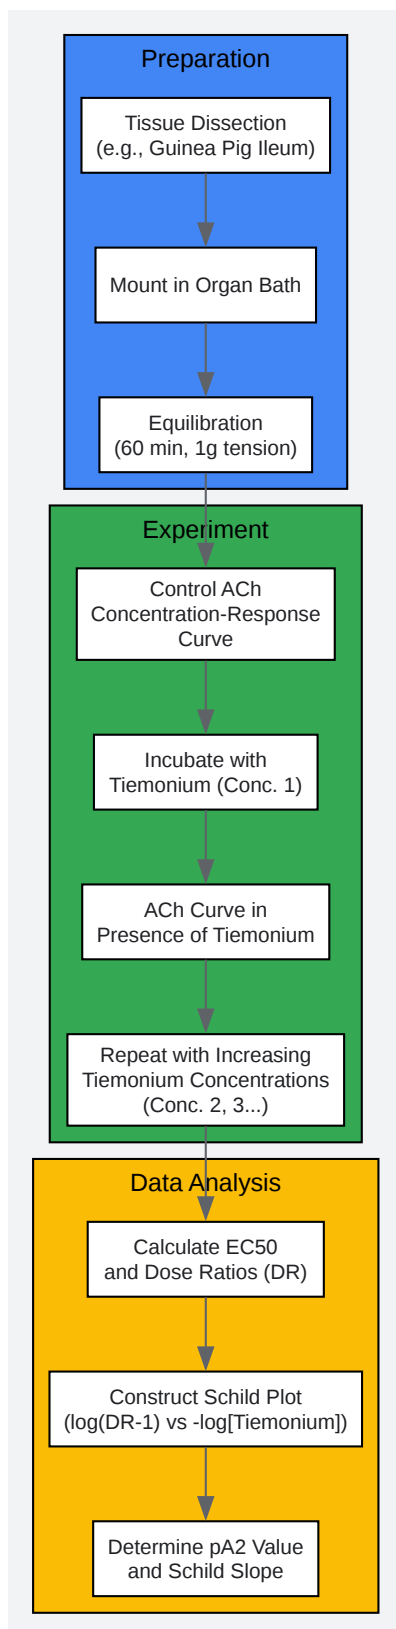 Preparation
Tissue Dissection
(e.g., Guinea Pig Ileum)
Mount in Organ Bath
Equilibration
(60 min, 1g tension)
Experiment
Control ACh
Concentration-Response
Curve
Incubate with
Tiemonium (Conc. 1)
ACh Curve in
Presence of Tiemonium
Repeat with Increasing
Tiemonium Concentrations
(Conc. 2, 3...)
Data Analysis
Calculate EC50
and Dose Ratios (DR)
Construct Schild Plot
(log(DR-1) vs -log[Tiemonium])
Determine pA2 Value
and Schild Slope